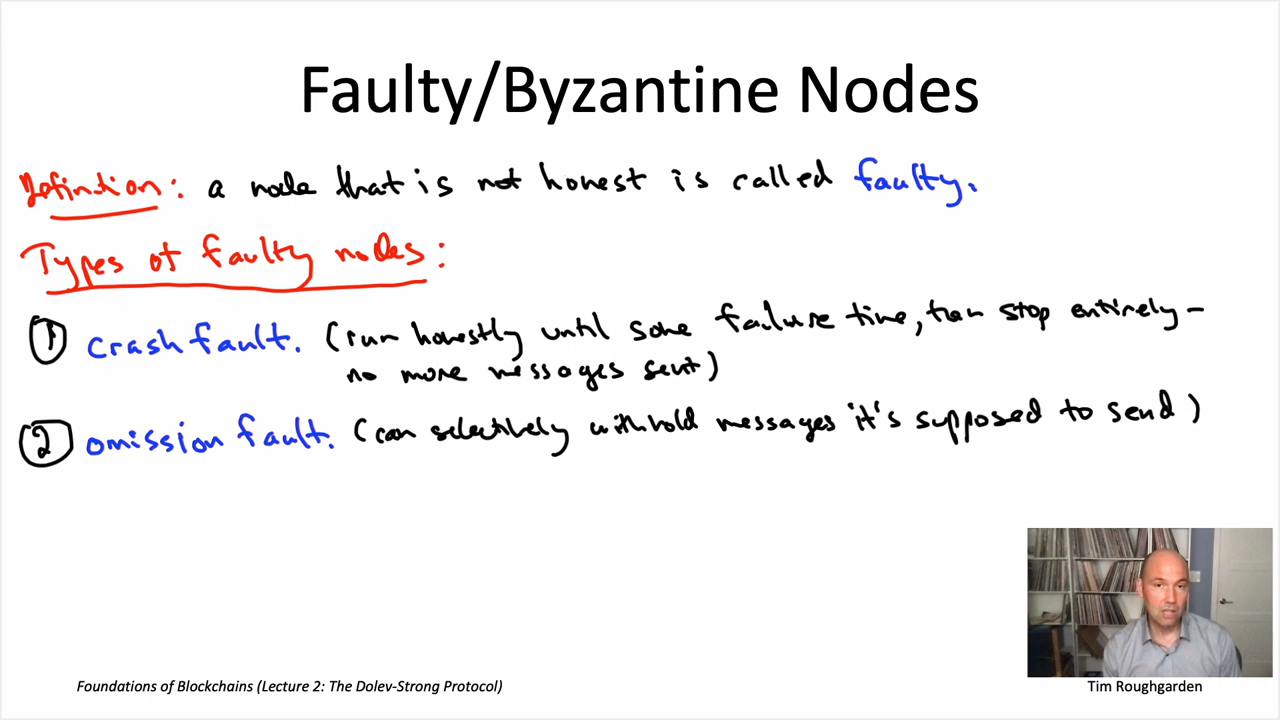 Faulty/Byzantine Nodes
Definition: a node that is not honest is called faulty.
Types of faulty nodes:
① crash fault. (run honestly until some failure time, then stop entirely –
no more messages sent)
② omission fault. (can selectively withhold messages it's supposed to send)
Foundations of Blockchains (Lecture 2: The Dolev-Strong Protocol)
Tim Roughgarden